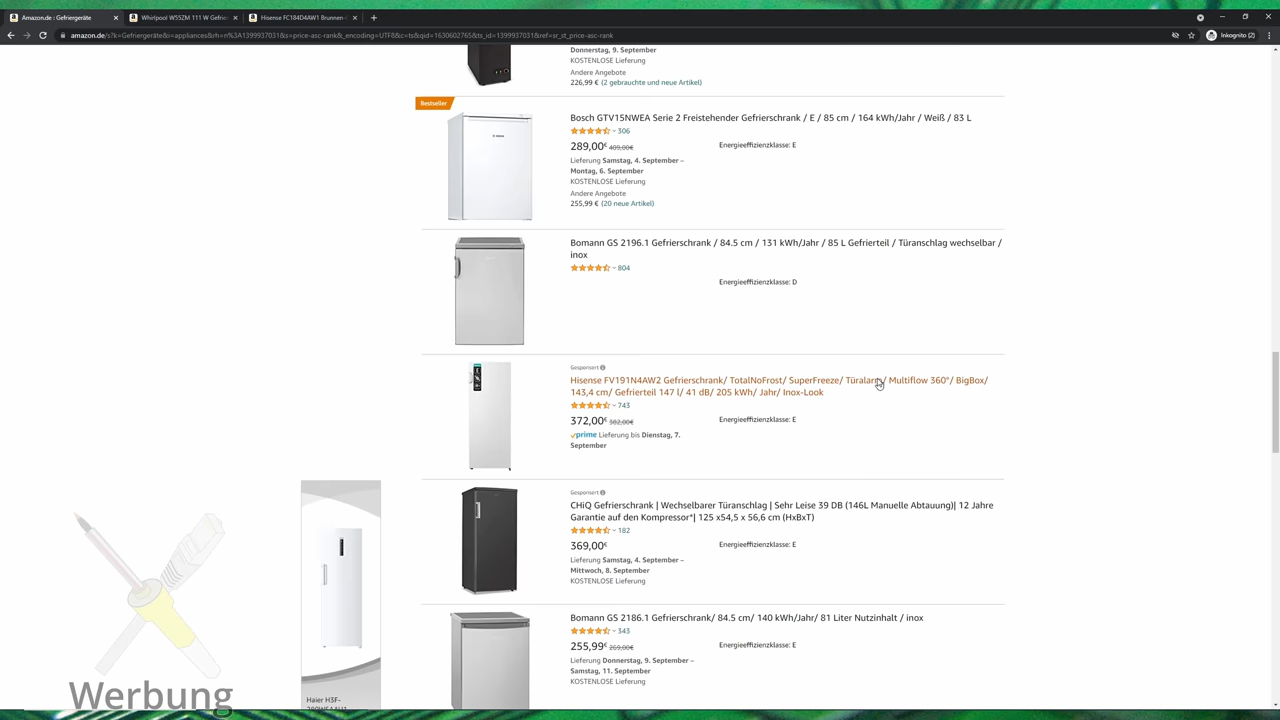 Amazon.de : Gefriergeräte
Whirlpool W55ZM 111 W Gefrie
Hisense FC184D4AW1 Brunnen-
amazon.de/s?k=Gefriergeräte&i=appliances&rh=n%3A1399937031&s=price-asc-rank&_encoding=UTF8&c=ts&qid=1630602765&ts_id=1399937031&ref=sr_st_price-asc-rank
Inkognito (2)
Donnerstag, 9. September
KOSTENLOSE Lieferung
Andere Angebote
226,99 € (2 gebrauchte und neue Artikel)
Bestseller
BOSCH
Bosch GTV15NWEA Serie 2 Freistehender Gefrierschrank / E / 85 cm / 164 kWh/Jahr / Weiß / 83 L
306
289,00€ 409,00€
Energieeffizienzklasse: E
Lieferung Samstag, 4. September –
Montag, 6. September
KOSTENLOSE Lieferung
Andere Angebote
255,99 € (20 neue Artikel)
Bomann GS 2196.1 Gefrierschrank / 84.5 cm / 131 kWh/Jahr / 85 L Gefrierteil / Türanschlag wechselbar /
inox
804
Energieeffizienzklasse: D
Gesponsert
Hisense FV191N4AW2 Gefrierschrank/ TotalNoFrost/ SuperFreeze/ Türalarm/ Multiflow 360°/ BigBox/
143,4 cm/ Gefrierteil 147 l/ 41 dB/ 205 kWh/ Jahr/ Inox-Look
743
372,00€ 382,00€
Energieeffizienzklasse: E
prime Lieferung bis Dienstag, 7.
September
Gesponsert
CHiQ Gefrierschrank | Wechselbarer Türanschlag | Sehr Leise 39 DB (146L Manuelle Abtauung)| 12 Jahre
Garantie auf den Kompressor*| 125 x54,5 x 56,6 cm (HxBxT)
182
369,00€
Energieeffizienzklasse: E
Lieferung Samstag, 4. September –
Mittwoch, 8. September
KOSTENLOSE Lieferung
Bomann GS 2186.1 Gefrierschrank/ 84.5 cm/ 140 kWh/Jahr/ 81 Liter Nutzinhalt / inox
343
255,99€ 269,00€
Energieeffizienzklasse: E
Lieferung Donnerstag, 9. September –
Samstag, 11. September
KOSTENLOSE Lieferung
Haier H3F-
Werbung